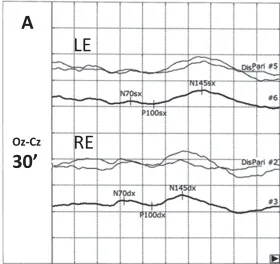 A
LE
DisPari #5
N145sx
N70sx
#6
P100sx
Oz-Cz
30’
RE
DisPari #2
N145dx
N70dx
#3
P100dx